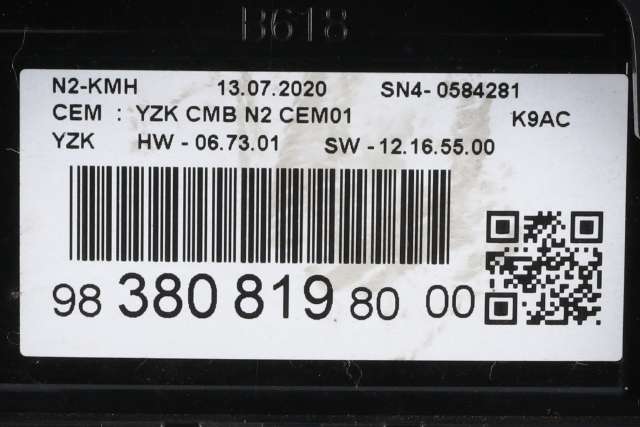 B618
N2-KMH 13.07.2020 SN4- 0584281
CEM : YZK CMB N2 CEM01 K9AC
YZK HW - 06.73.01 SW - 12.16.55.00
98 380 819 80 00